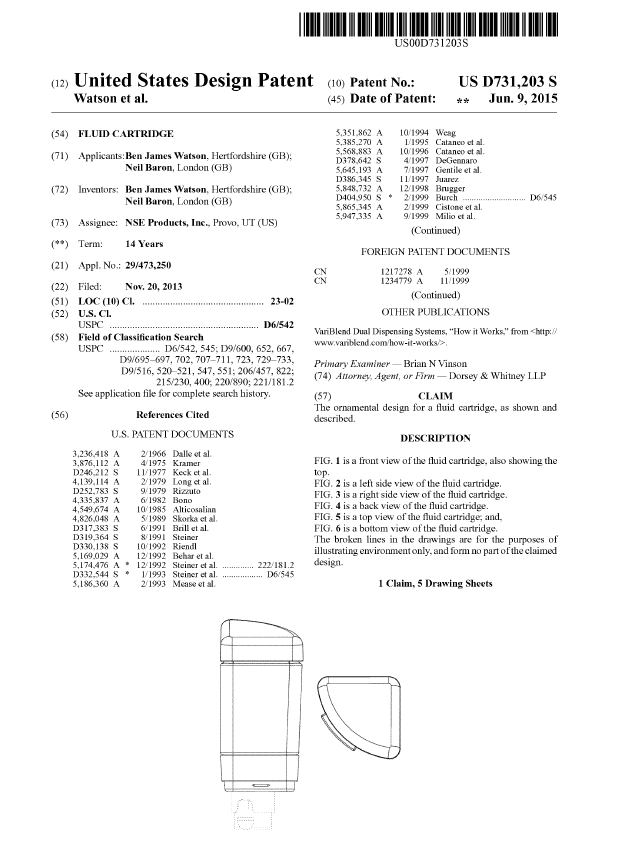 US00D731203S
(12) United States Design Patent
Watson et al.
(10) Patent No.: US D731,203 S
(45) Date of Patent: ** Jun. 9, 2015
(54) FLUID CARTRIDGE
(71) Applicants: Ben James Watson, Hertfordshire (GB);
Neil Baron, London (GB)
(72) Inventors: Ben James Watson, Hertfordshire (GB);
Neil Baron, London (GB)
(73) Assignee: NSE Products, Inc., Provo, UT (US)
(**) Term: 14 Years
(21) Appl. No.: 29/473,250
(22) Filed: Nov. 20, 2013
(51) LOC (10) Cl. ................................................ 23-02
(52) U.S. Cl.
USPC ........................................................ D6/542
(58) Field of Classification Search
USPC .................. D6/542, 545; D9/600, 652, 667,
D9/695–697, 702, 707–711, 723, 729–733,
D9/516, 520–521, 547, 551; 206/457, 822;
215/230, 400; 220/890; 221/181.2
See application file for complete search history.
(56) References Cited
U.S. PATENT DOCUMENTS
3,236,418 A 2/1966 Dalle et al.
3,876,112 A 4/1975 Kramer
D246,212 S 11/1977 Keck et al.
4,139,114 A 2/1979 Long et al.
D252,783 S 9/1979 Rizzuto
4,335,837 A 6/1982 Bono
4,549,674 A 10/1985 Alticosalian
4,826,048 A 5/1989 Skorka et al.
D317,383 S 6/1991 Brill et al.
D319,364 S 8/1991 Steiner
D330,138 S 10/1992 Riendl
5,169,029 A 12/1992 Behar et al.
5,174,476 A * 12/1992 Steiner et al. ............. 222/181.2
D332,544 S * 1/1993 Steiner et al. ................. D6/545
5,186,360 A 2/1993 Mease et al.
5,351,862 A 10/1994 Weag
5,385,270 A 1/1995 Cataneo et al.
5,568,883 A 10/1996 Cataneo et al.
D378,642 S 4/1997 DeGennaro
5,645,193 A 7/1997 Gentile et al.
D386,345 S 11/1997 Juarez
5,848,732 A 12/1998 Brugger
D404,950 S * 2/1999 Burch ............................ D6/545
5,865,345 A 2/1999 Cistone et al.
5,947,335 A 9/1999 Milio et al.
(Continued)
FOREIGN PATENT DOCUMENTS
CN 1217278 A 5/1999
CN 1234779 A 11/1999
(Continued)
OTHER PUBLICATIONS
VariBlend Dual Dispensing Systems, “How it Works,” from <http://
www.variblend.com/how-it-works/>.
Primary Examiner — Brian N Vinson
(74) Attorney, Agent, or Firm — Dorsey & Whitney LLP
(57) CLAIM
The ornamental design for a fluid cartridge, as shown and
described.
DESCRIPTION
FIG. 1 is a front view of the fluid cartridge, also showing the
top.
FIG. 2 is a left side view of the fluid cartridge.
FIG. 3 is a right side view of the fluid cartridge.
FIG. 4 is a back view of the fluid cartridge.
FIG. 5 is a top view of the fluid cartridge; and,
FIG. 6 is a bottom view of the fluid cartridge.
The broken lines in the drawings are for the purposes of
illustrating environment only, and form no part of the claimed
design.
1 Claim, 5 Drawing Sheets